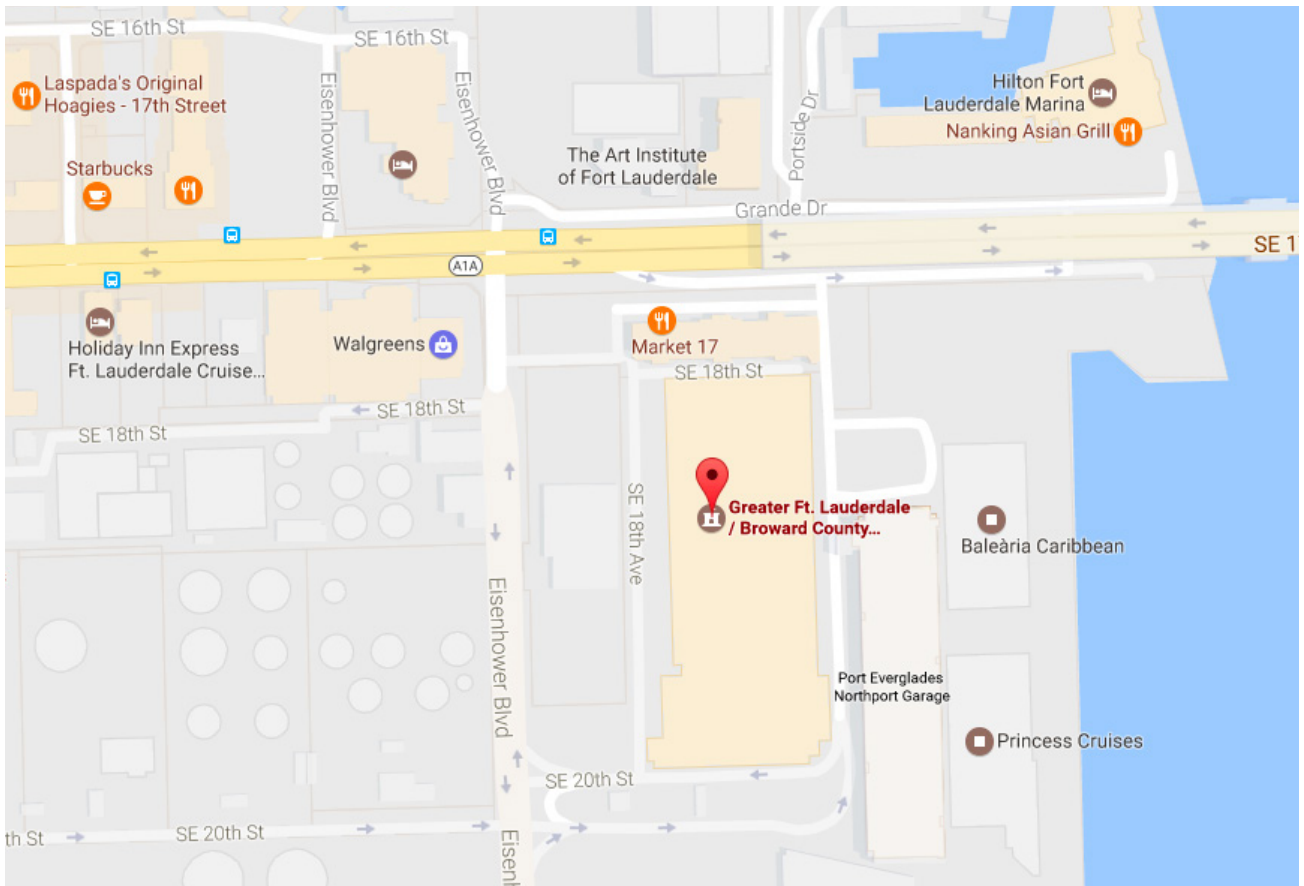 SE 16th St
SE 16th St
Laspada's Original
Hoagies - 17th Street
Eisenhower Blvd
Eisenhower Blvd
Hilton Fort
Lauderdale Marina
Nanking Asian Grill
Portside Dr
Starbucks
The Art Institute
of Fort Lauderdale
Grande Dr
SE 1
A1A
Holiday Inn Express
Ft. Lauderdale Cruise...
Walgreens
Market 17
SE 18th St
SE 18th St
SE 18th St
SE 18th Ave
Greater Ft. Lauderdale
/ Broward County...
Baleària Caribbean
Eisenhower Blvd
Port Everglades
Northport Garage
Princess Cruises
SE 20th St
th St
SE 20th St
Eisenh